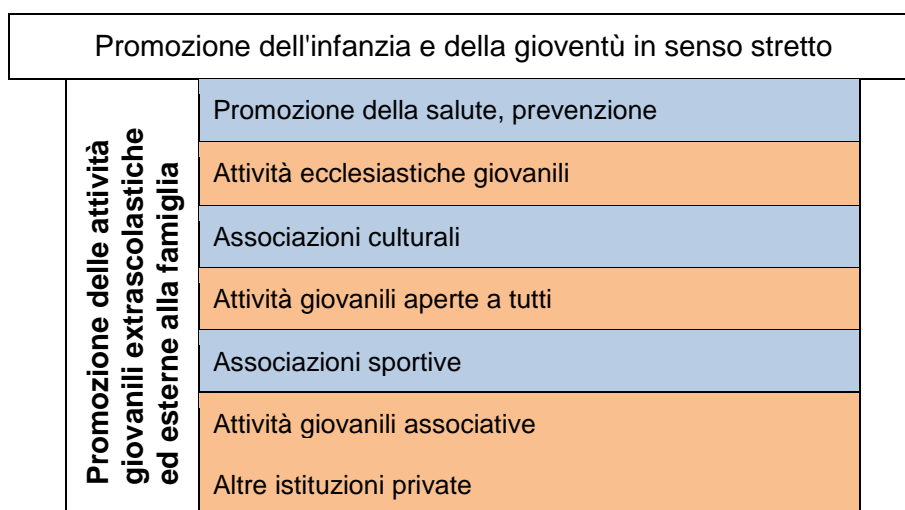 Promozione dell'infanzia e della gioventù in senso stretto
Promozione delle attività
giovanili extrascolastiche
ed esterne alla famiglia
Promozione della salute, prevenzione
Attività ecclesiastiche giovanili
Associazioni culturali
Attività giovanili aperte a tutti
Associazioni sportive
Attività giovanili associative
Altre istituzioni private